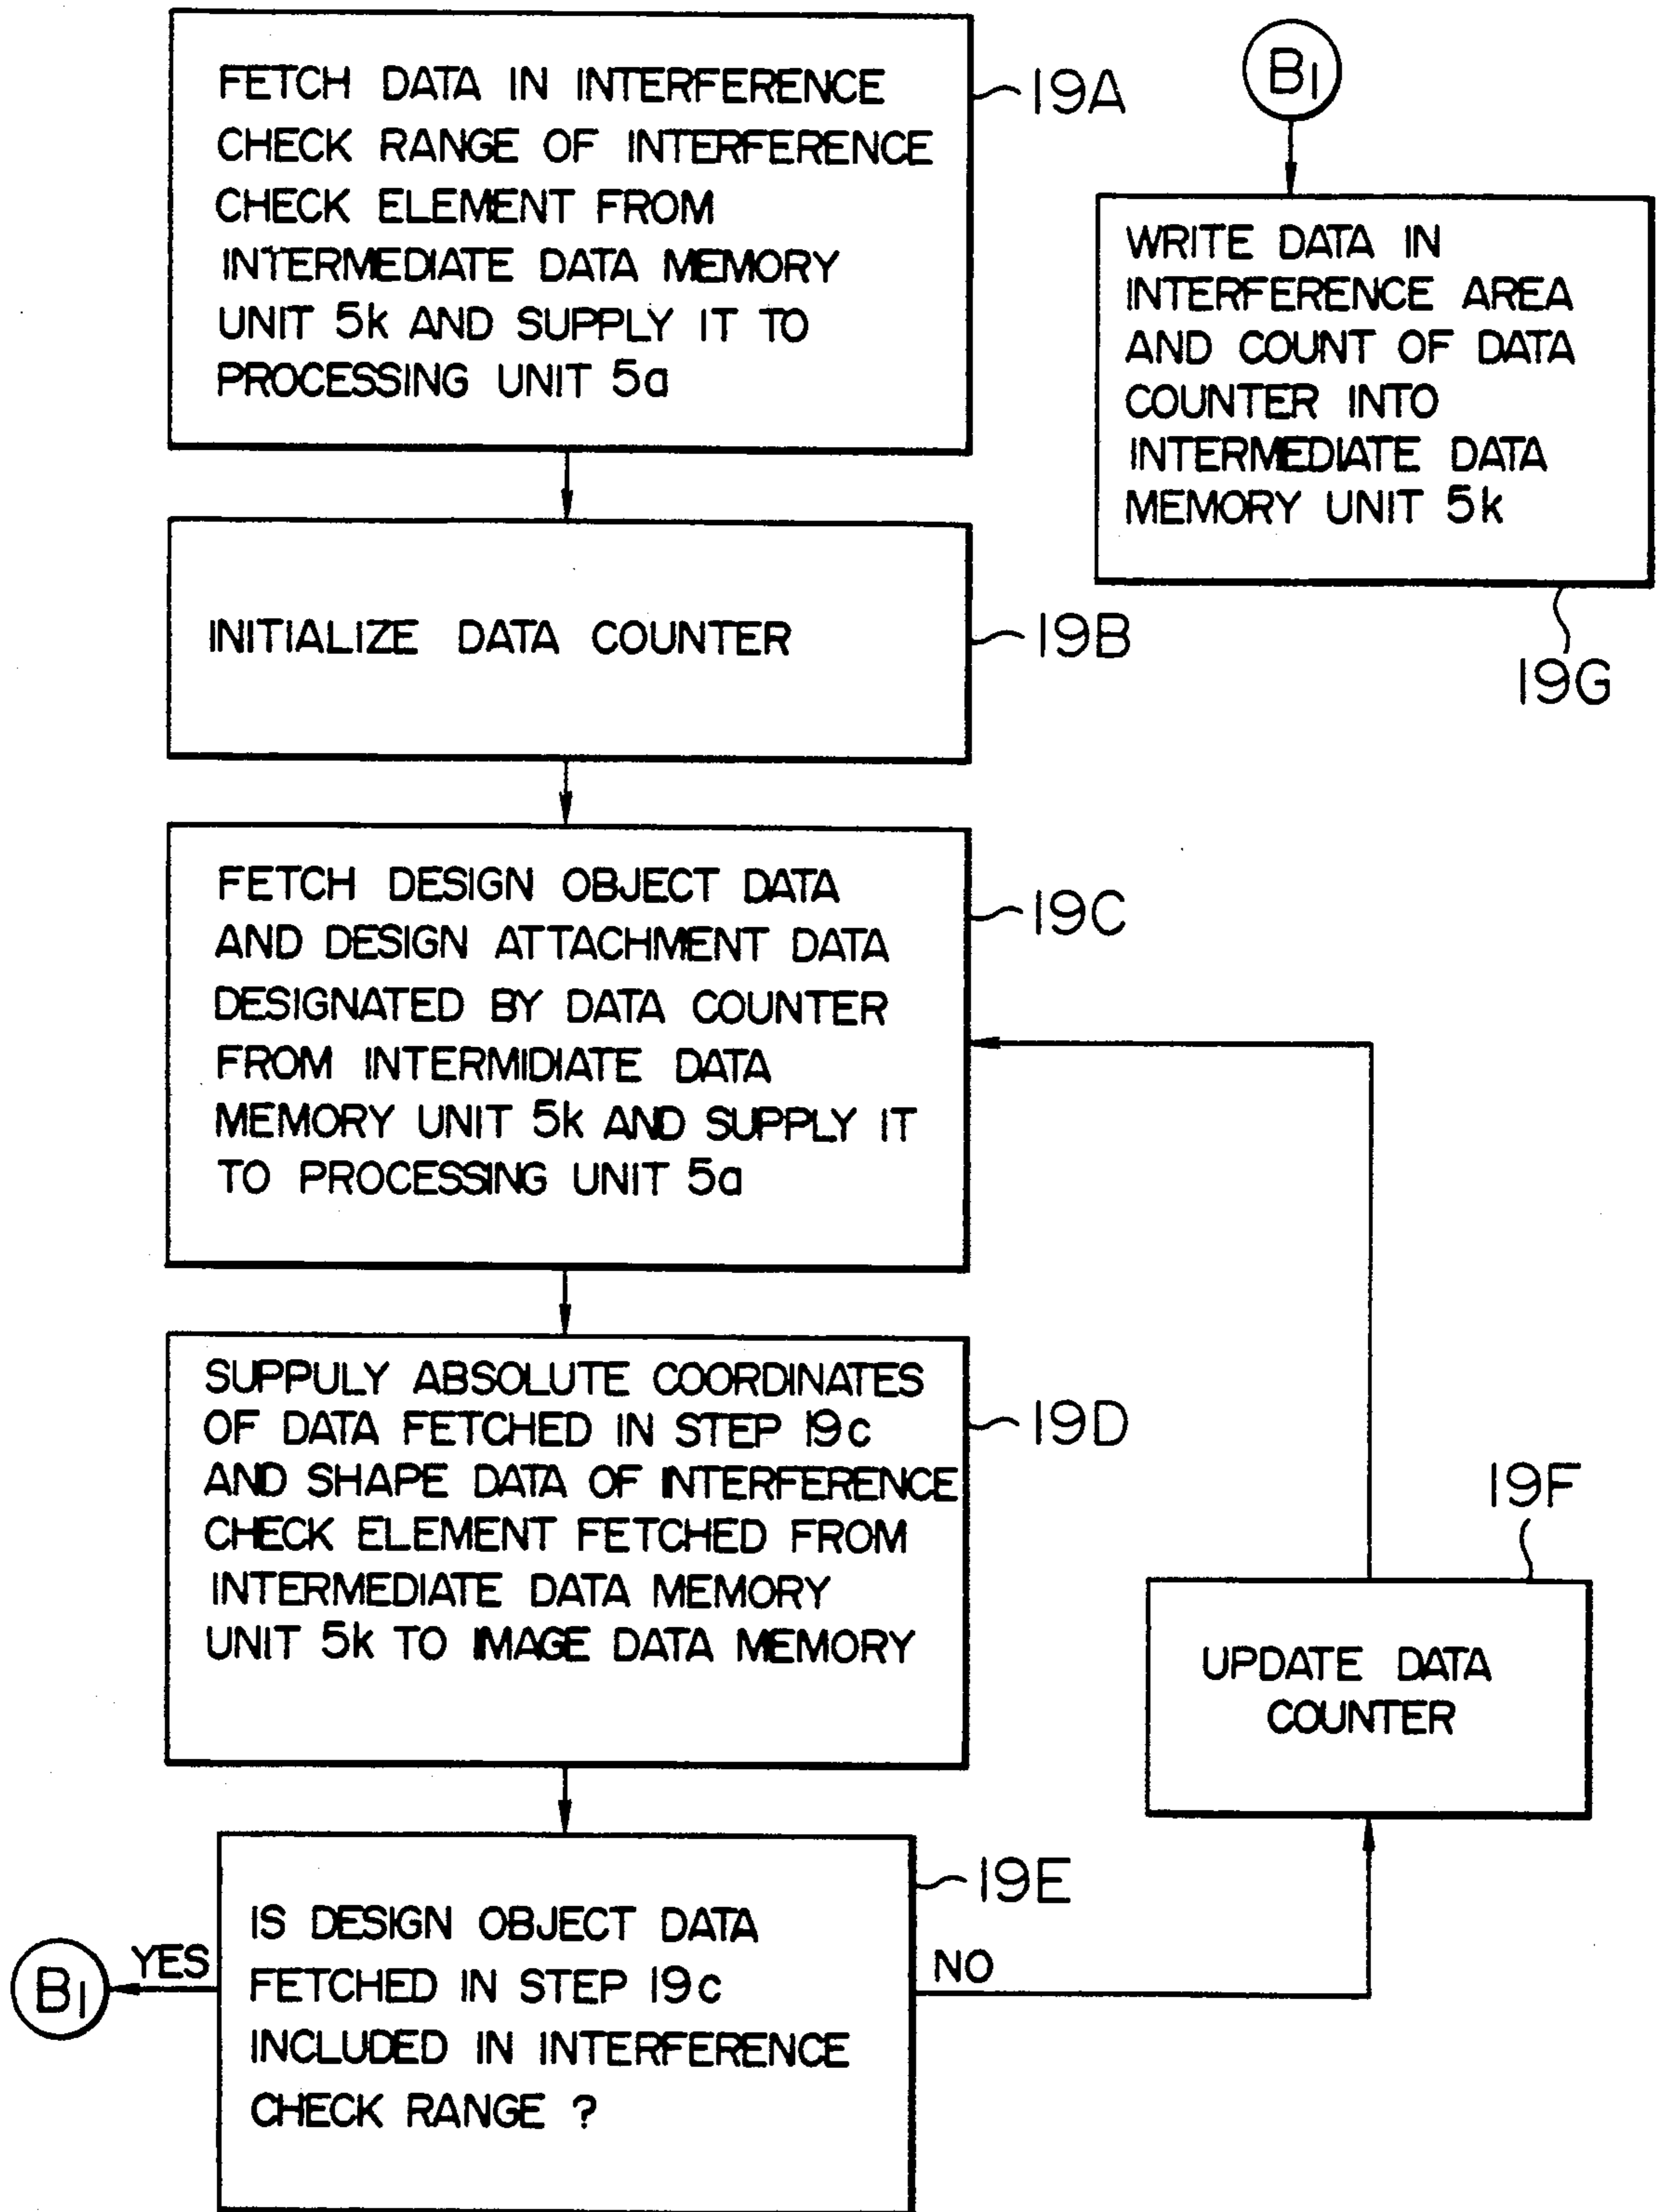 FETCH DATA IN INTERFERENCE
CHECK RANGE OF INTERFERENCE
CHECK ELEMENT FROM
INTERMEDIATE DATA MEMORY
UNIT 5k AND SUPPLY IT TO
PROCESSING UNIT 5a
19A
INITIALIZE DATA COUNTER
19B
FETCH DESIGN OBJECT DATA
AND DESIGN ATTACHMENT DATA
DESIGNATED BY DATA COUNTER
FROM INTERMIDIATE DATA
MEMORY UNIT 5k AND SUPPLY IT
TO PROCESSING UNIT 5a
19C
SUPPULY ABSOLUTE COORDINATES
OF DATA FETCHED IN STEP 19c
AND SHAPE DATA OF INTERFERENCE
CHECK ELEMENT FETCHED FROM
INTERMEDIATE DATA MEMORY
UNIT 5k TO IMAGE DATA MEMORY
19D
IS DESIGN OBJECT DATA
FETCHED IN STEP 19c
INCLUDED IN INTERFERENCE
CHECK RANGE ?
19E
YES
B1
NO
UPDATE DATA
COUNTER
19F
B1
WRITE DATA IN
INTERFERENCE AREA
AND COUNT OF DATA
COUNTER INTO
INTERMEDIATE DATA
MEMORY UNIT 5k
19G